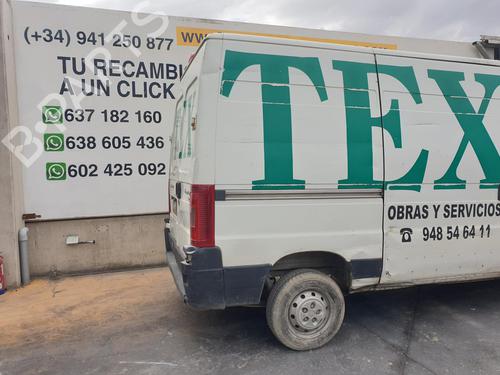 (+34) 941 250 877
TU RECAMBI
A UN CLICK
637 182 160
638 605 436
602 425 092
B-PARTS
TEX
OBRAS Y SERVICIOS
948 54 64 11